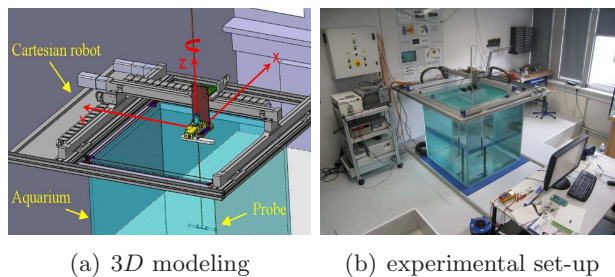 Cartesian robot
Z
X
Y
Aquarium
Probe
(a) 3D modeling
(b) experimental set-up